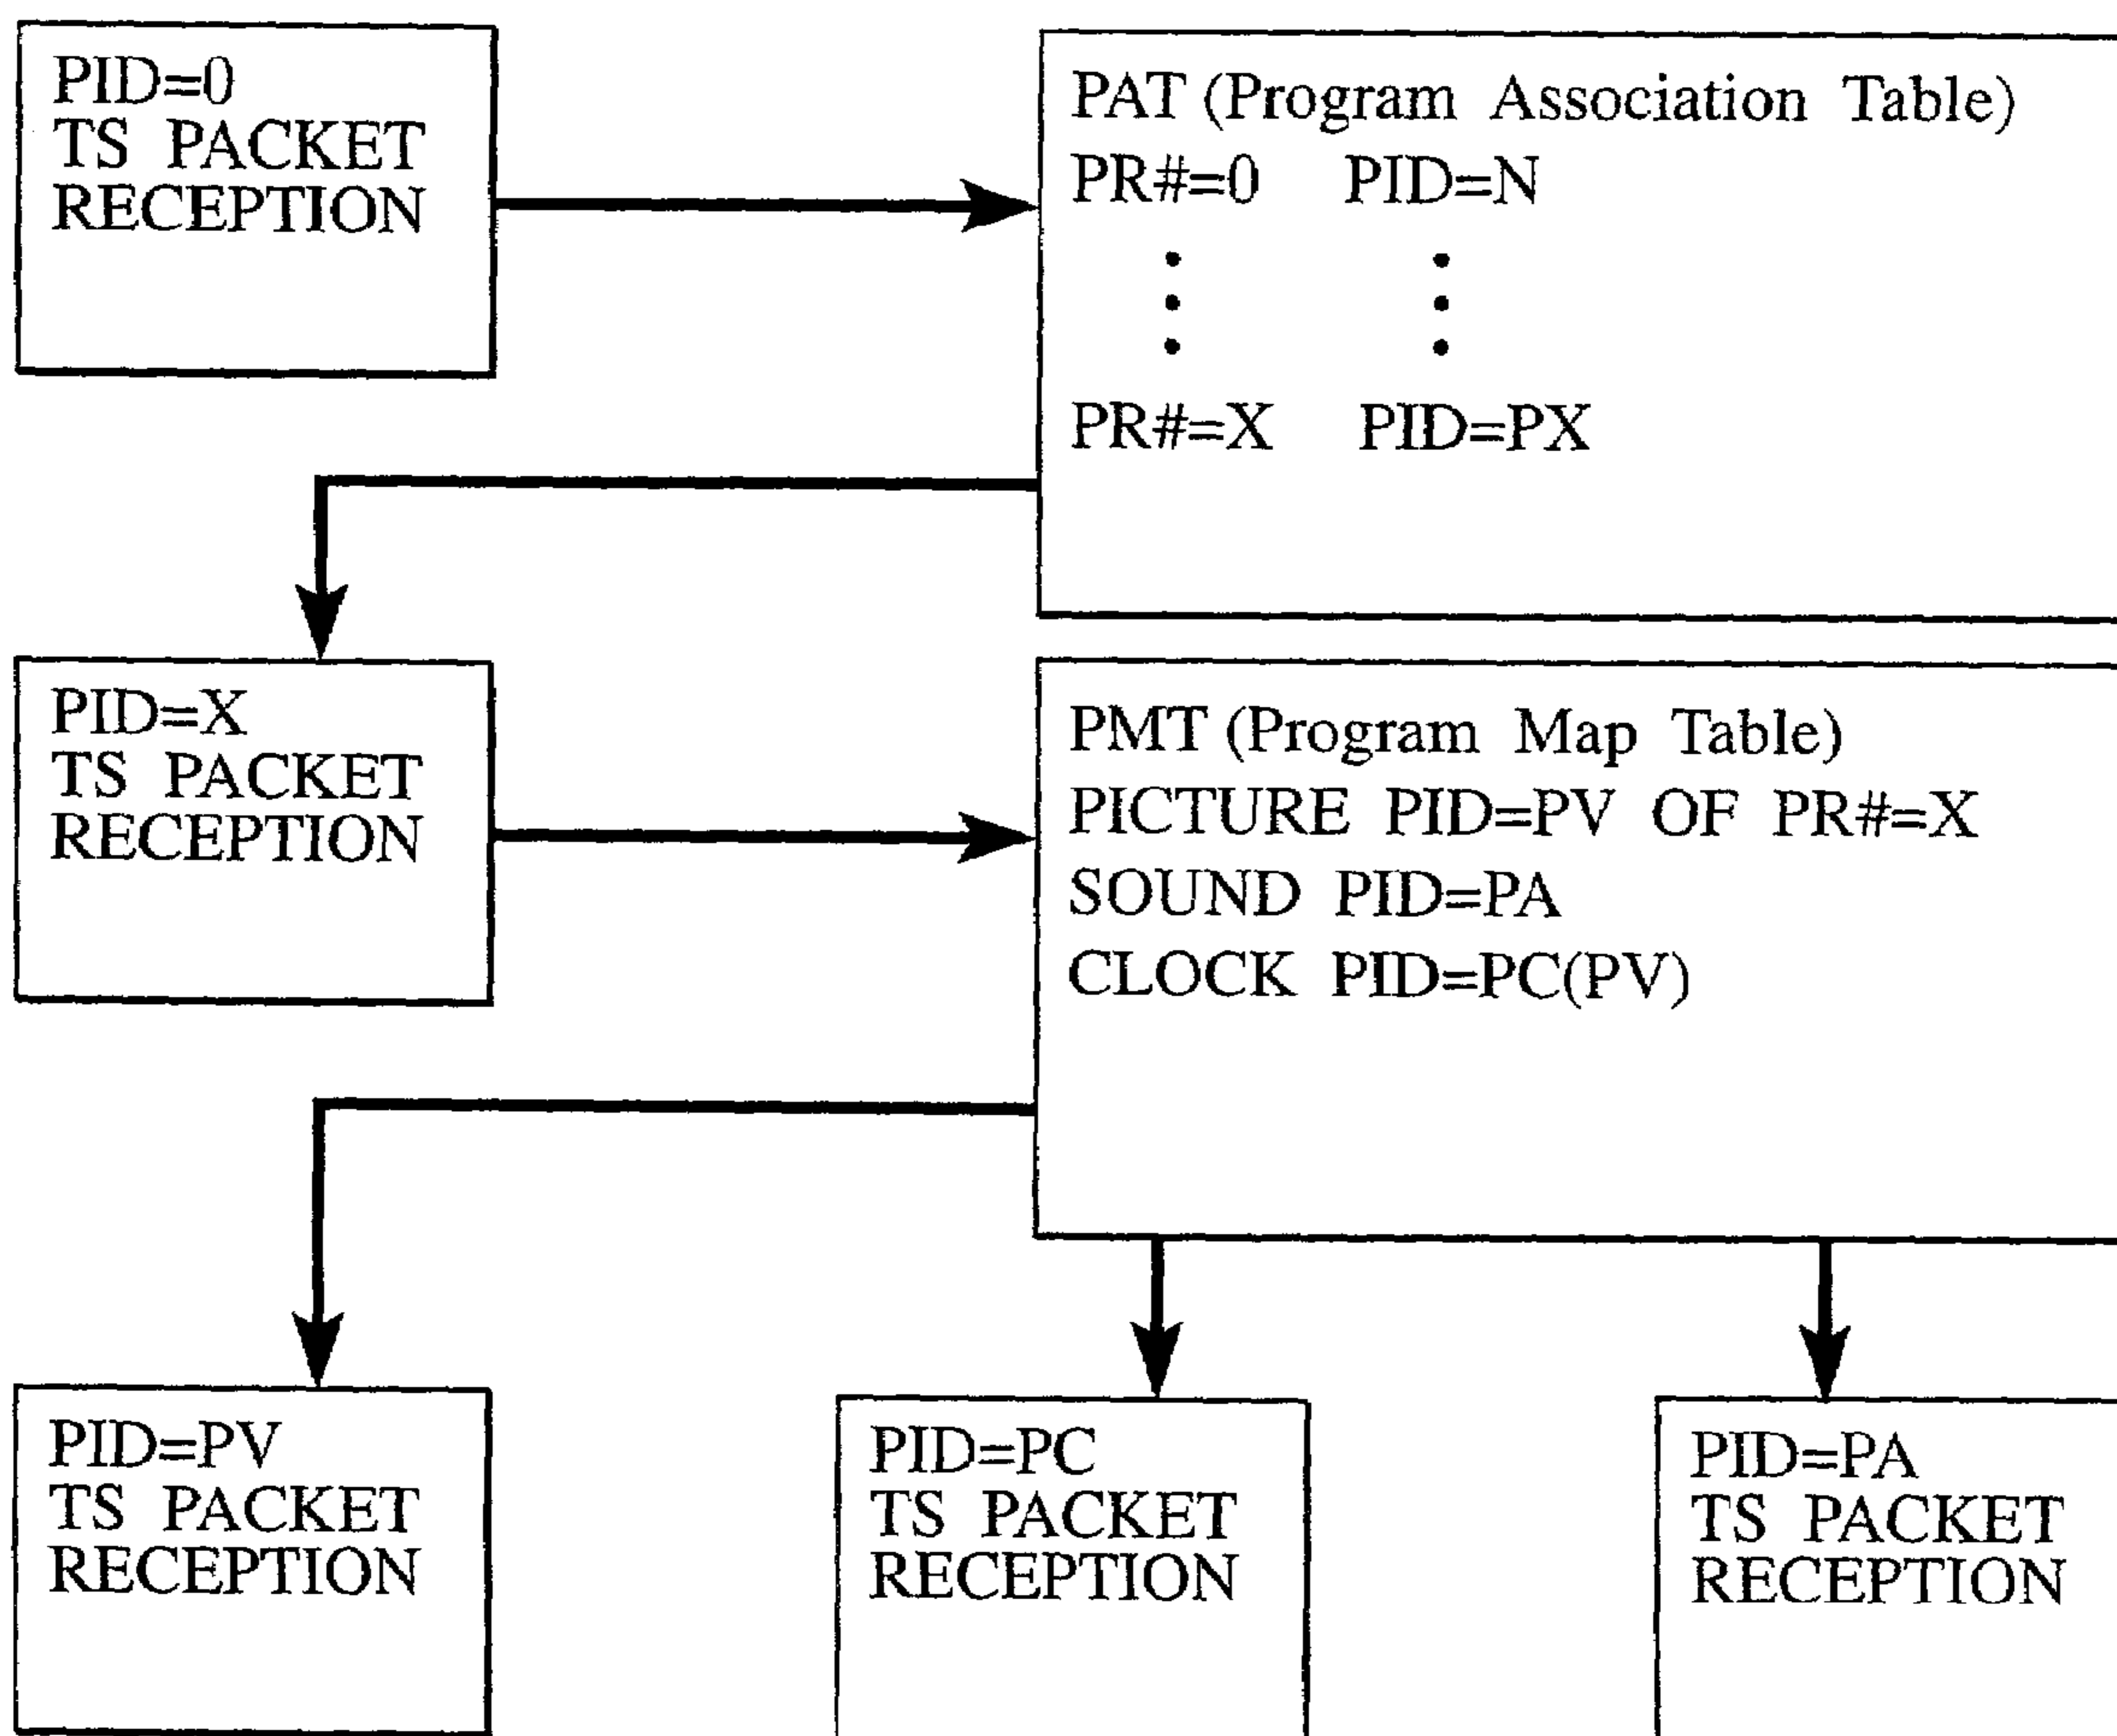 PID=0
TS PACKET
RECEPTION
PAT (Program Association Table)
PR#=0 PID=N
PR#=X PID=PX
PID=X
TS PACKET
RECEPTION
PMT (Program Map Table)
PICTURE PID=PV OF PR#=X
SOUND PID=PA
CLOCK PID=PC(PV)
PID=PV
TS PACKET
RECEPTION
PID=PC
TS PACKET
RECEPTION
PID=PA
TS PACKET
RECEPTION